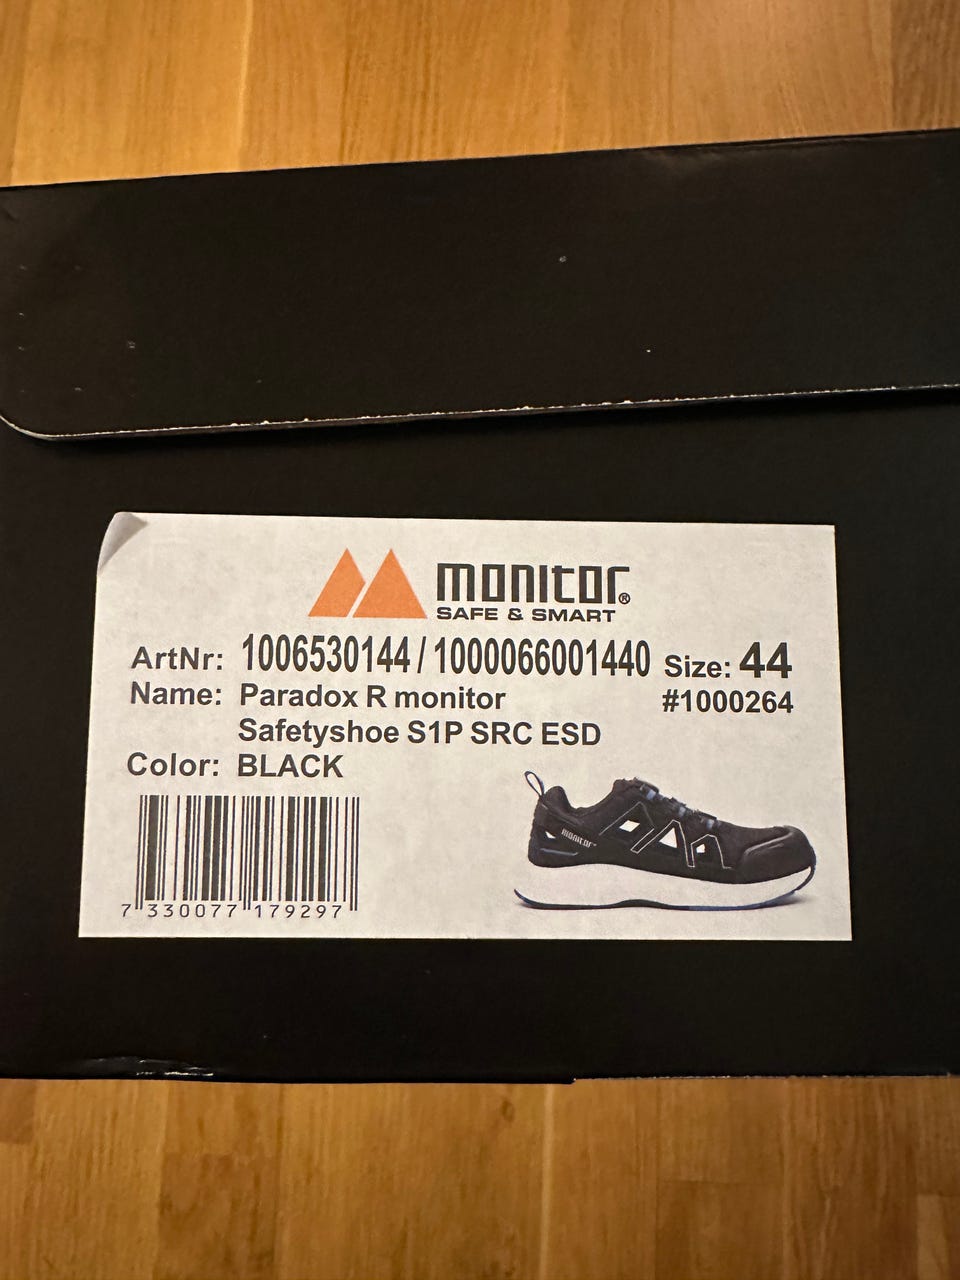 monitor®
SAFE & SMART
ArtNr: 1006530144 / 1000066001440 Size: 44
Name: Paradox R monitor #1000264
Safetyshoe S1P SRC ESD
Color: BLACK
monitor
7 330077 179297